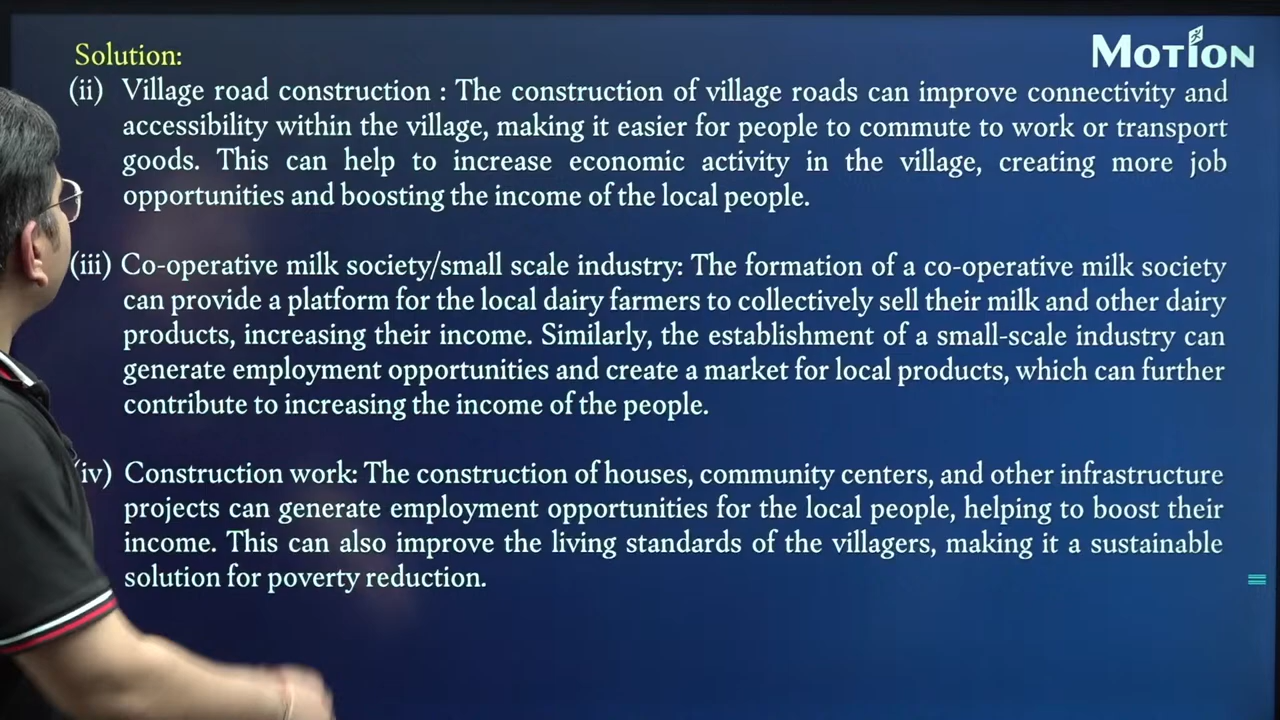 MOTION
Solution:
(ii) Village road construction : The construction of village roads can improve connectivity and
accessibility within the village, making it easier for people to commute to work or transport
goods. This can help to increase economic activity in the village, creating more job
opportunities and boosting the income of the local people.
(iii) Co-operative milk society/small scale industry: The formation of a co-operative milk society
can provide a platform for the local dairy farmers to collectively sell their milk and other dairy
products, increasing their income. Similarly, the establishment of a small-scale industry can
generate employment opportunities and create a market for local products, which can further
contribute to increasing the income of the people.
(iv) Construction work: The construction of houses, community centers, and other infrastructure
projects can generate employment opportunities for the local people, helping to boost their
income. This can also improve the living standards of the villagers, making it a sustainable
solution for poverty reduction.